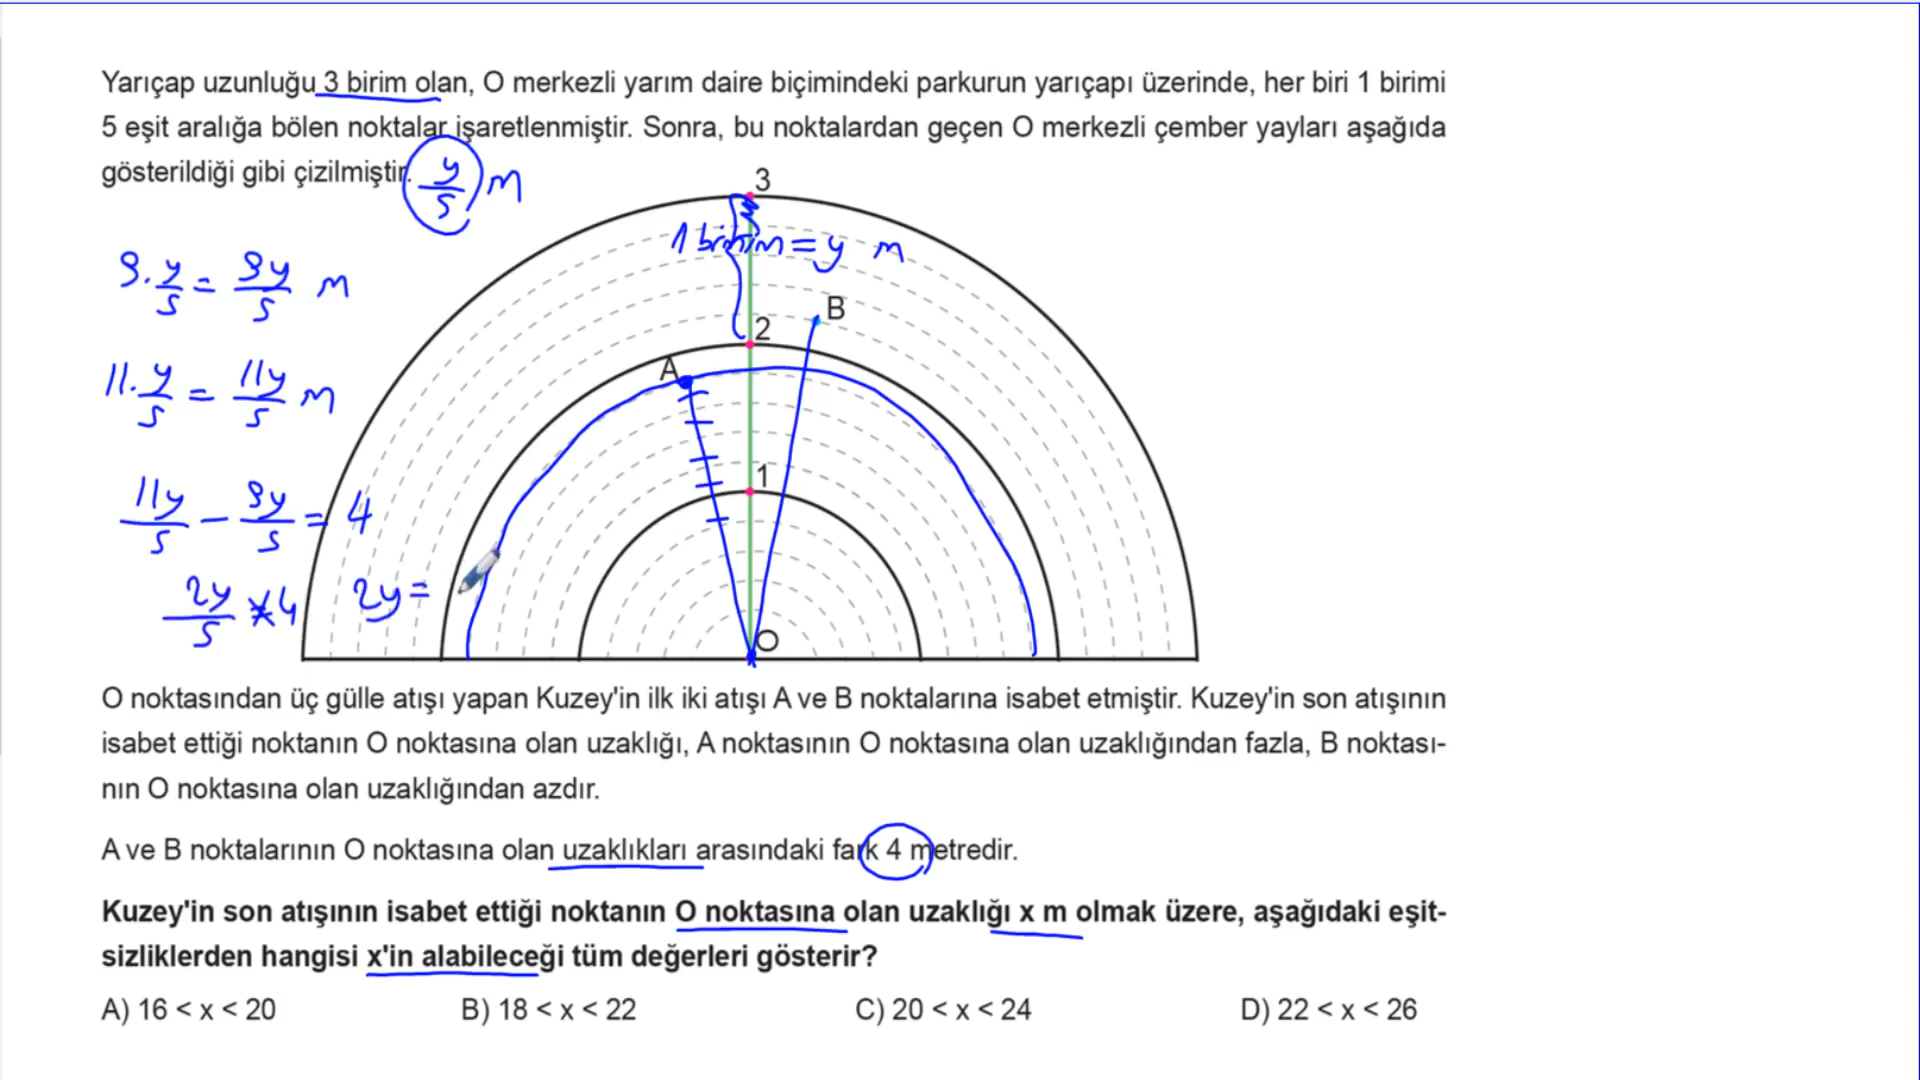 Yarıçap uzunluğu 3 birim olan, O merkezli yarım daire biçimindeki parkurun yarıçapı üzerinde, her biri 1 birimi
5 eşit aralığa bölen noktalar işaretlenmiştir. Sonra, bu noktalardan geçen O merkezli çember yayları aşağıda
gösterildiği gibi çizilmiştir.
y/5 m
3
1 birim = y m
9. y/5 = 9y/5 m
B
2
A
11. y/5 = 11y/5 m
1
11y/5 - 9y/5 = 4
2y/5 = 4 2y =
O
O noktasından üç gülle atışı yapan Kuzey'in ilk iki atışı A ve B noktalarına isabet etmiştir. Kuzey'in son atışının
isabet ettiği noktanın O noktasına olan uzaklığı, A noktasının O noktasına olan uzaklığından fazla, B noktası-
nın O noktasına olan uzaklığından azdır.
A ve B noktalarının O noktasına olan uzaklıkları arasındaki fark 4 metredir.
Kuzey'in son atışının isabet ettiği noktanın O noktasına olan uzaklığı x m olmak üzere, aşağıdaki eşit-
sizliklerden hangisi x'in alabileceği tüm değerleri gösterir?
A) 16 < x < 20 B) 18 < x < 22 C) 20 < x < 24 D) 22 < x < 26